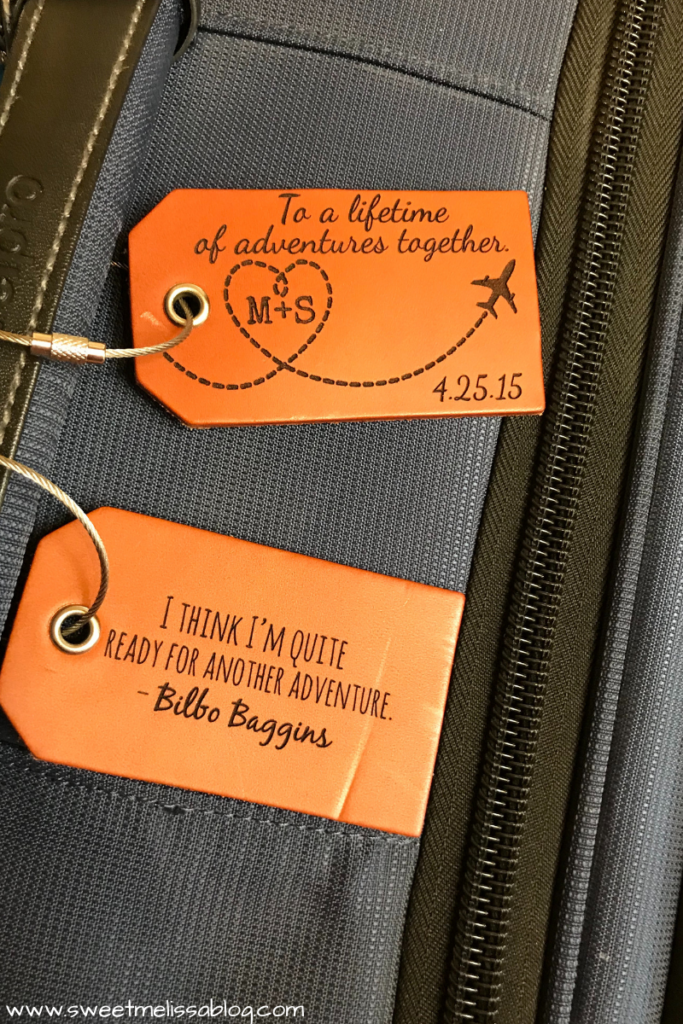 To a lifetime
of adventures together.
M+S
4.25.15
I THINK I'M QUITE
READY FOR ANOTHER ADVENTURE.
– Bilbo Baggins
www.sweetmelissablog.com